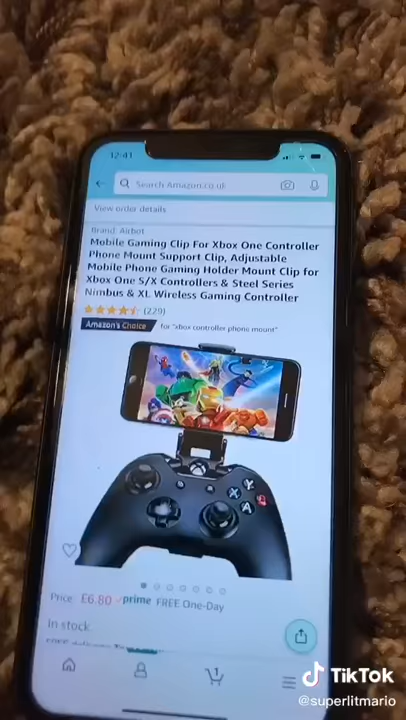 12:41
Search Amazon.co.uk
View order details
Brand: Airbot
Mobile Gaming Clip For Xbox One Controller
Phone Mount Support Clip, Adjustable
Mobile Phone Gaming Holder Mount Clip for
Xbox One S/X Controllers & Steel Series
Nimbus & XL Wireless Gaming Controller
(229)
Amazon's Choice for "xbox controller phone mount"
Y
X
B
A
Price: £6.80 prime FREE One-Day
In stock.
1
TikTok
@superlitmario